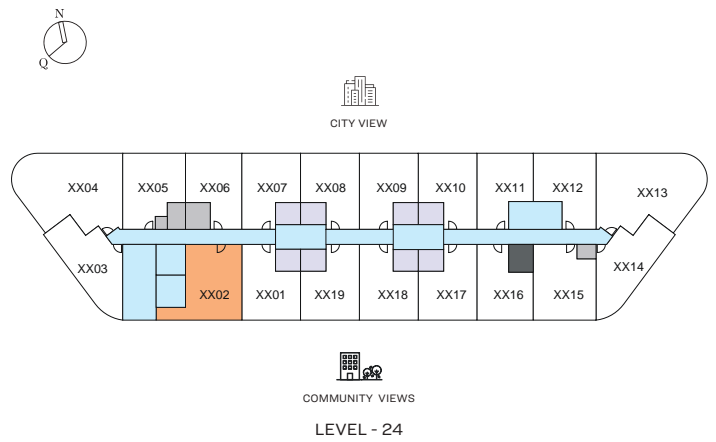 N
Q
CITY VIEW
XX04 XX05 XX06 XX07 XX08 XX09 XX10 XX11 XX12 XX13
XX03 XX02 XX01 XX19 XX18 XX17 XX16 XX15 XX14
COMMUNITY VIEWS
LEVEL - 24